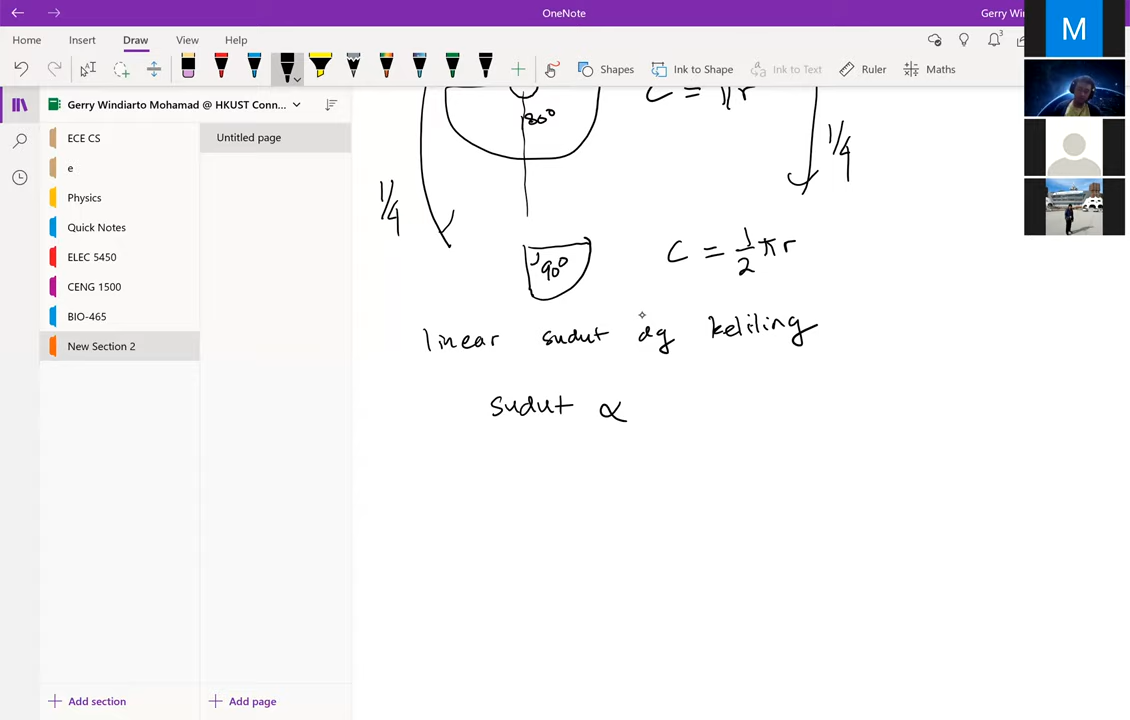 OneNote
Gerry Win
M
Home Insert Draw View Help
Shapes Ink to Shape Ink to Text Ruler Maths
Gerry Windiarto Mohamad @ HKUST Conn...
ECE CS
e
Physics
Quick Notes
ELEC 5450
CENG 1500
BIO-465
New Section 2
Untitled page
180°
C = πr
1/4
1/4
90°
C = 1/2 πr
linear sudut dg keliling
sudut α
Add section
Add page